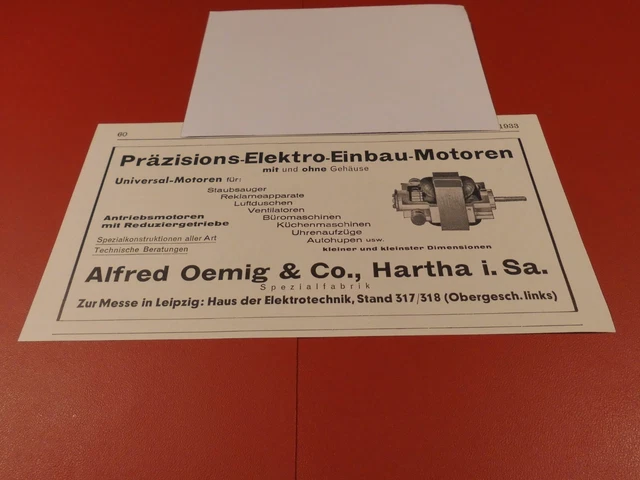 60 1933
Präzisions-Elektro-Einbau-Motoren
mit und ohne Gehäuse
Universal-Motoren für:
Staubsauger
Reklameapparate
Luftduschen
Ventilatoren
Büromaschinen
Küchenmaschinen
Uhrenaufzüge
Autohupen usw.
kleiner und kleinster Dimensionen
Antriebsmotoren
mit Reduziergetriebe
Spezialkonstruktionen aller Art
Technische Beratungen
Alfred Oemig & Co., Hartha i. Sa.
Spezialfabrik
Zur Messe in Leipzig: Haus der Elektrotechnik, Stand 317/318 (Obergesch. links)